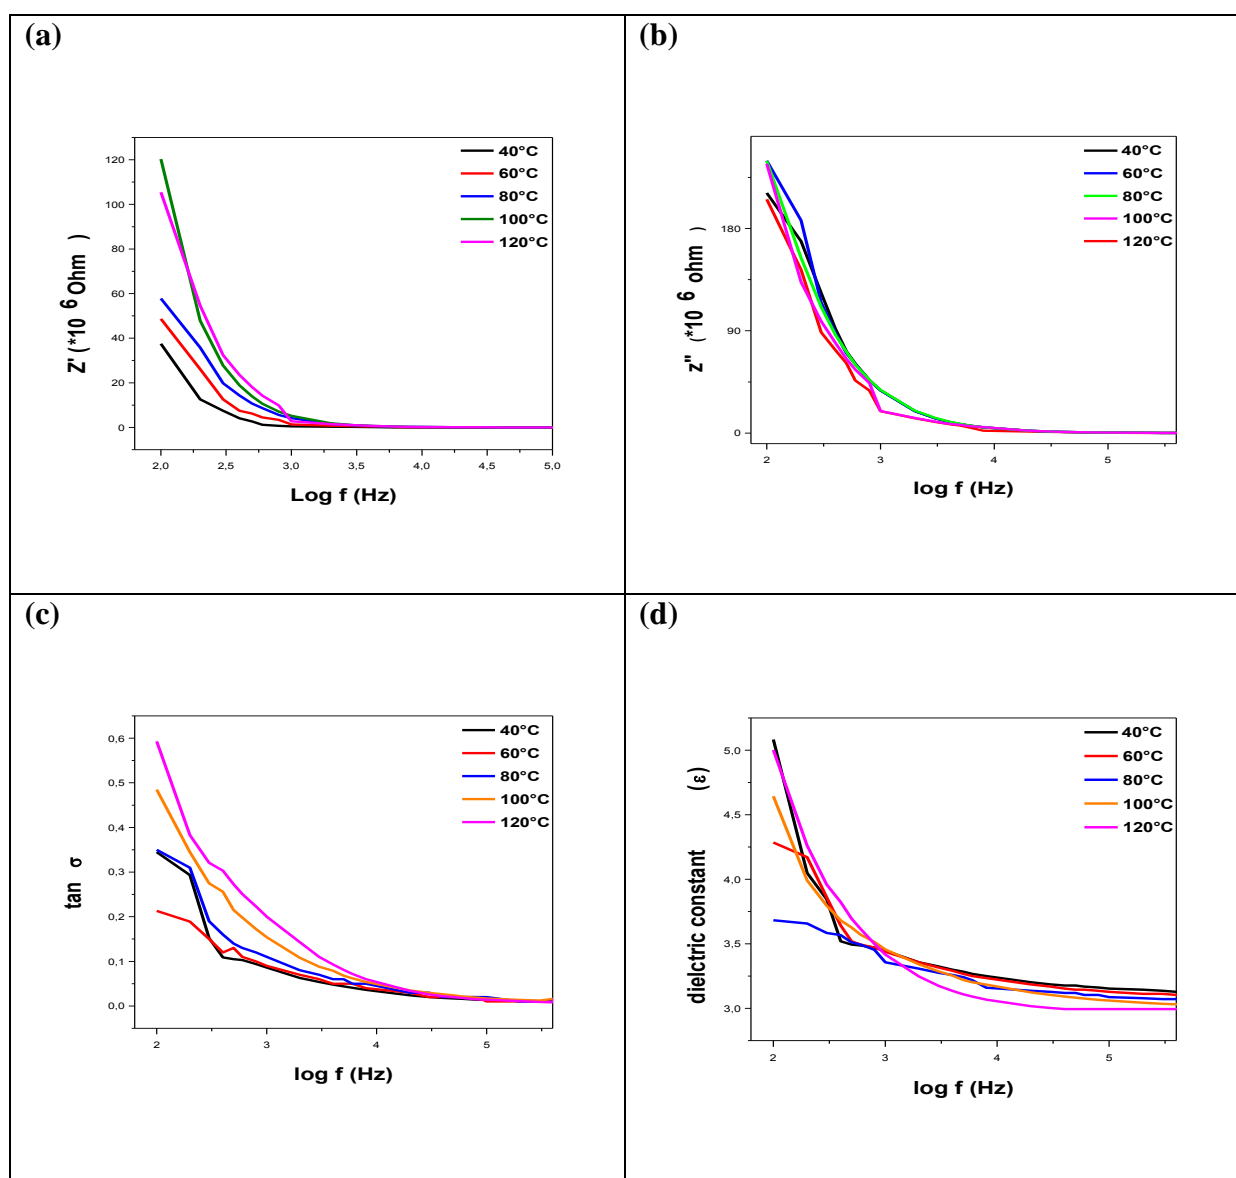 (a)
Z' (*10 6 Ohm )
120
100
80
60
40
20
0
2,0 2,5 3,0 3,5 4,0 4,5 5,0
Log f (Hz)
40°C
60°C
80°C
100°C
120°C
(b)
z" (*10 6 ohm )
180
90
0
2 3 4 5
log f (Hz)
40°C
60°C
80°C
100°C
120°C
(c)
tan σ
0,6
0,5
0,4
0,3
0,2
0,1
0,0
2 3 4 5
log f (Hz)
40°C
60°C
80°C
100°C
120°C
(d)
dielctric constant (ε)
5,0
4,5
4,0
3,5
3,0
2 3 4 5
log f (Hz)
40°C
60°C
80°C
100°C
120°C